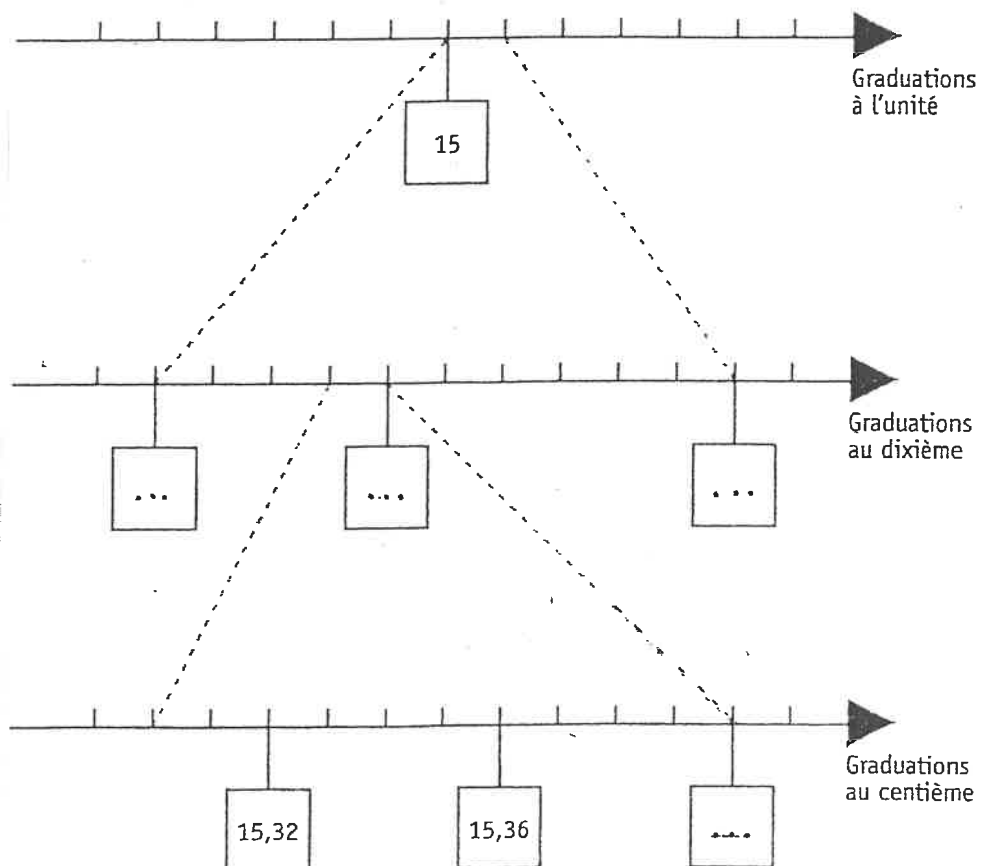 Graduations
à l'unité
15
Graduations
au dixième
...
...
...
Graduations
au centième
15,32
15,36
...